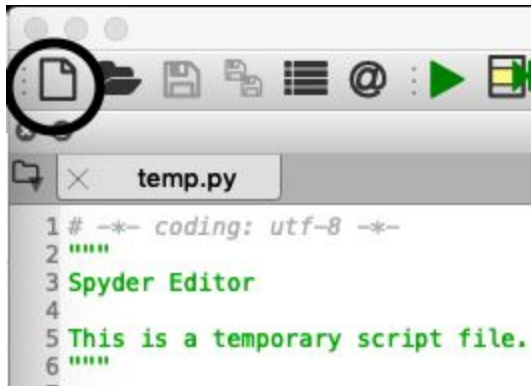 @
temp.py
1 # -*- coding: utf-8 -*-
2 """
3 Spyder Editor
4
5 This is a temporary script file.
6 """